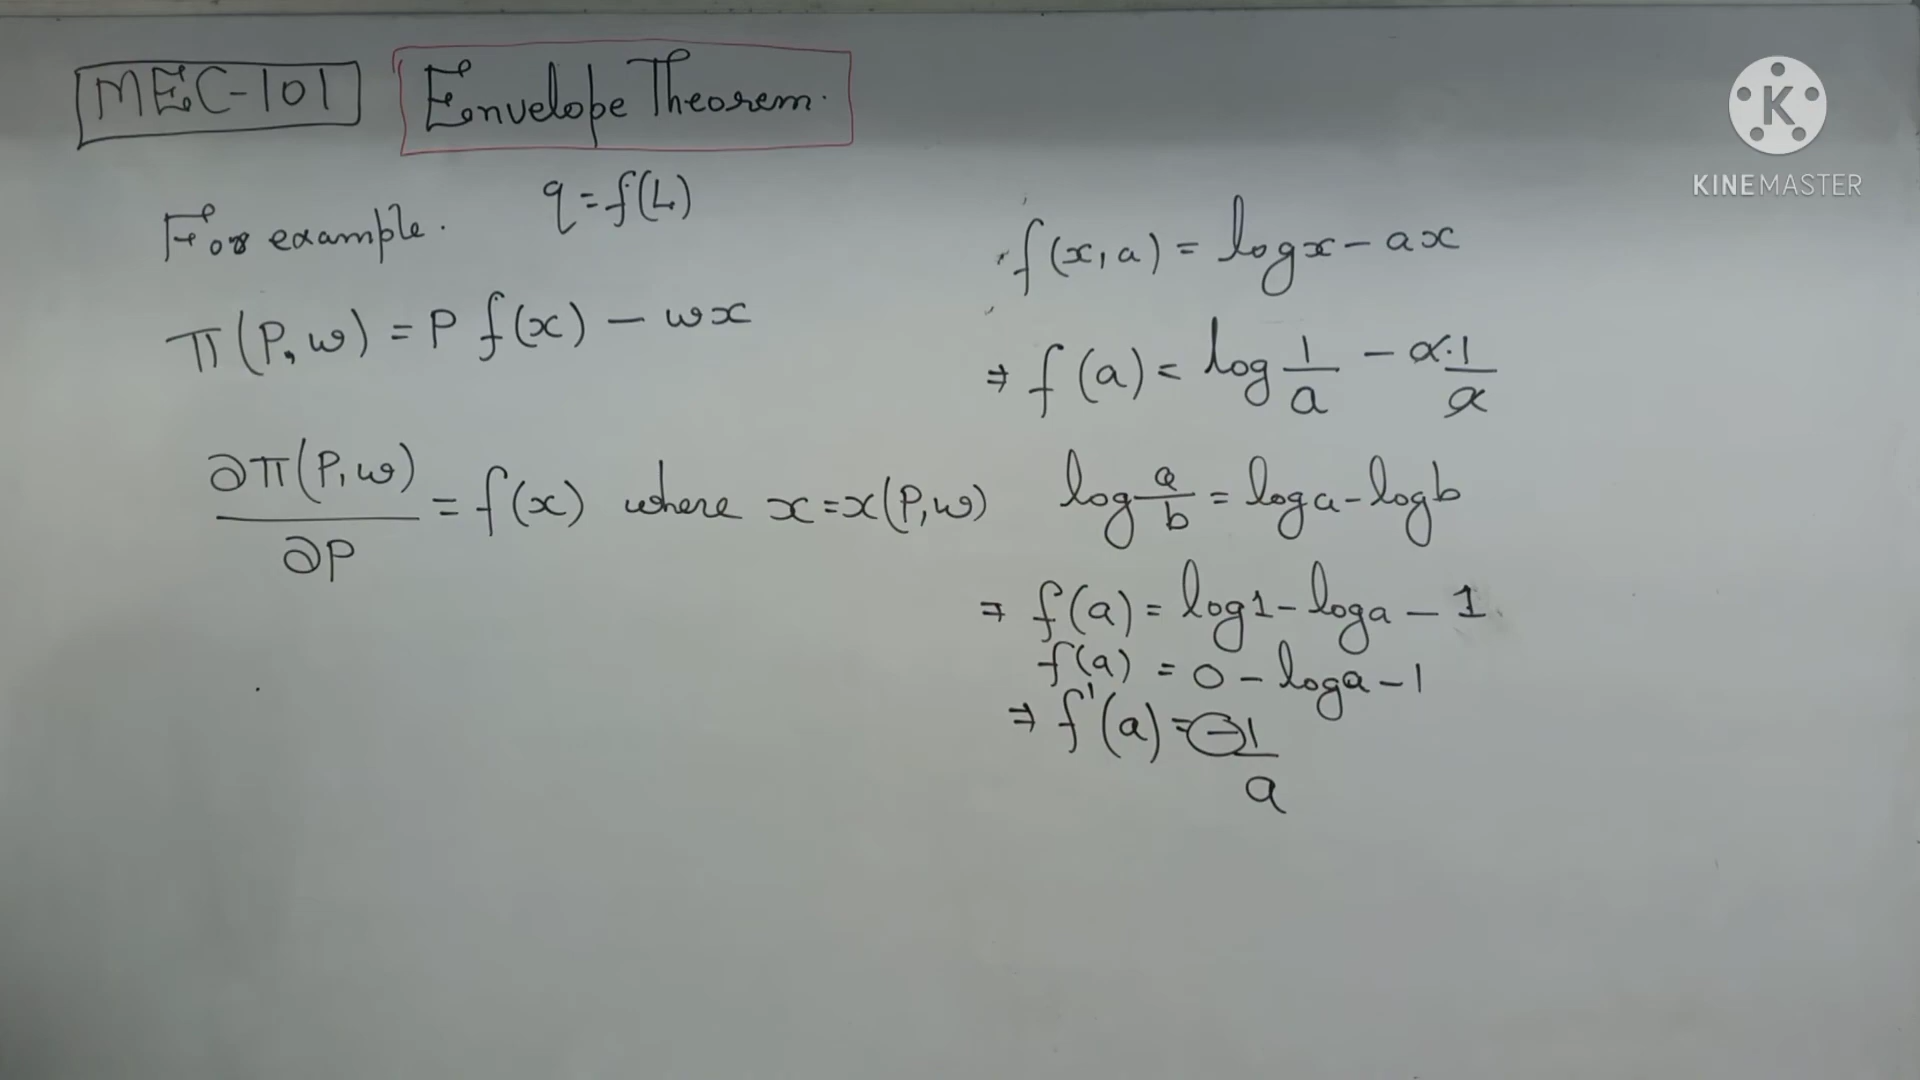 MEC-101 Envelope Theorem.
For example. q = f(L)
π(P, w) = P f(x) - wx
∂π(P, w)/∂P = f(x) where x = x(P, w)
f(x, a) = log x - ax
⇒ f(a) = log 1/a - a·1/a
log a/b = log a - log b
⇒ f(a) = log 1 - log a - 1
f(a) = 0 - log a - 1
⇒ f'(a) = -1/a
K
KINEMASTER